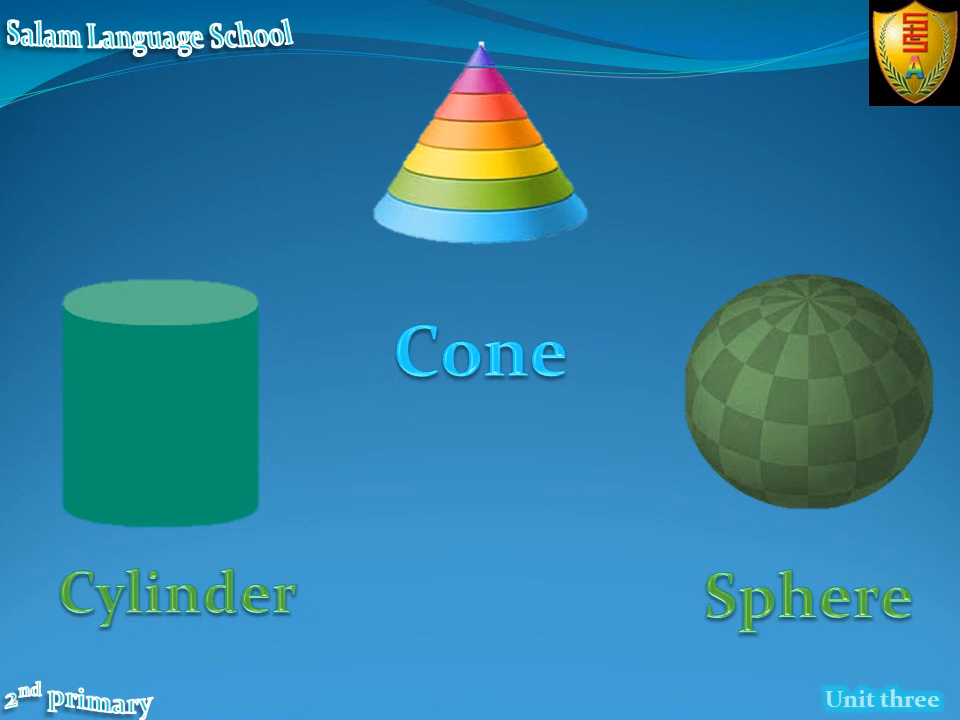 Salam Language School
Cone
Cylinder
Sphere
2nd primary
Unit three